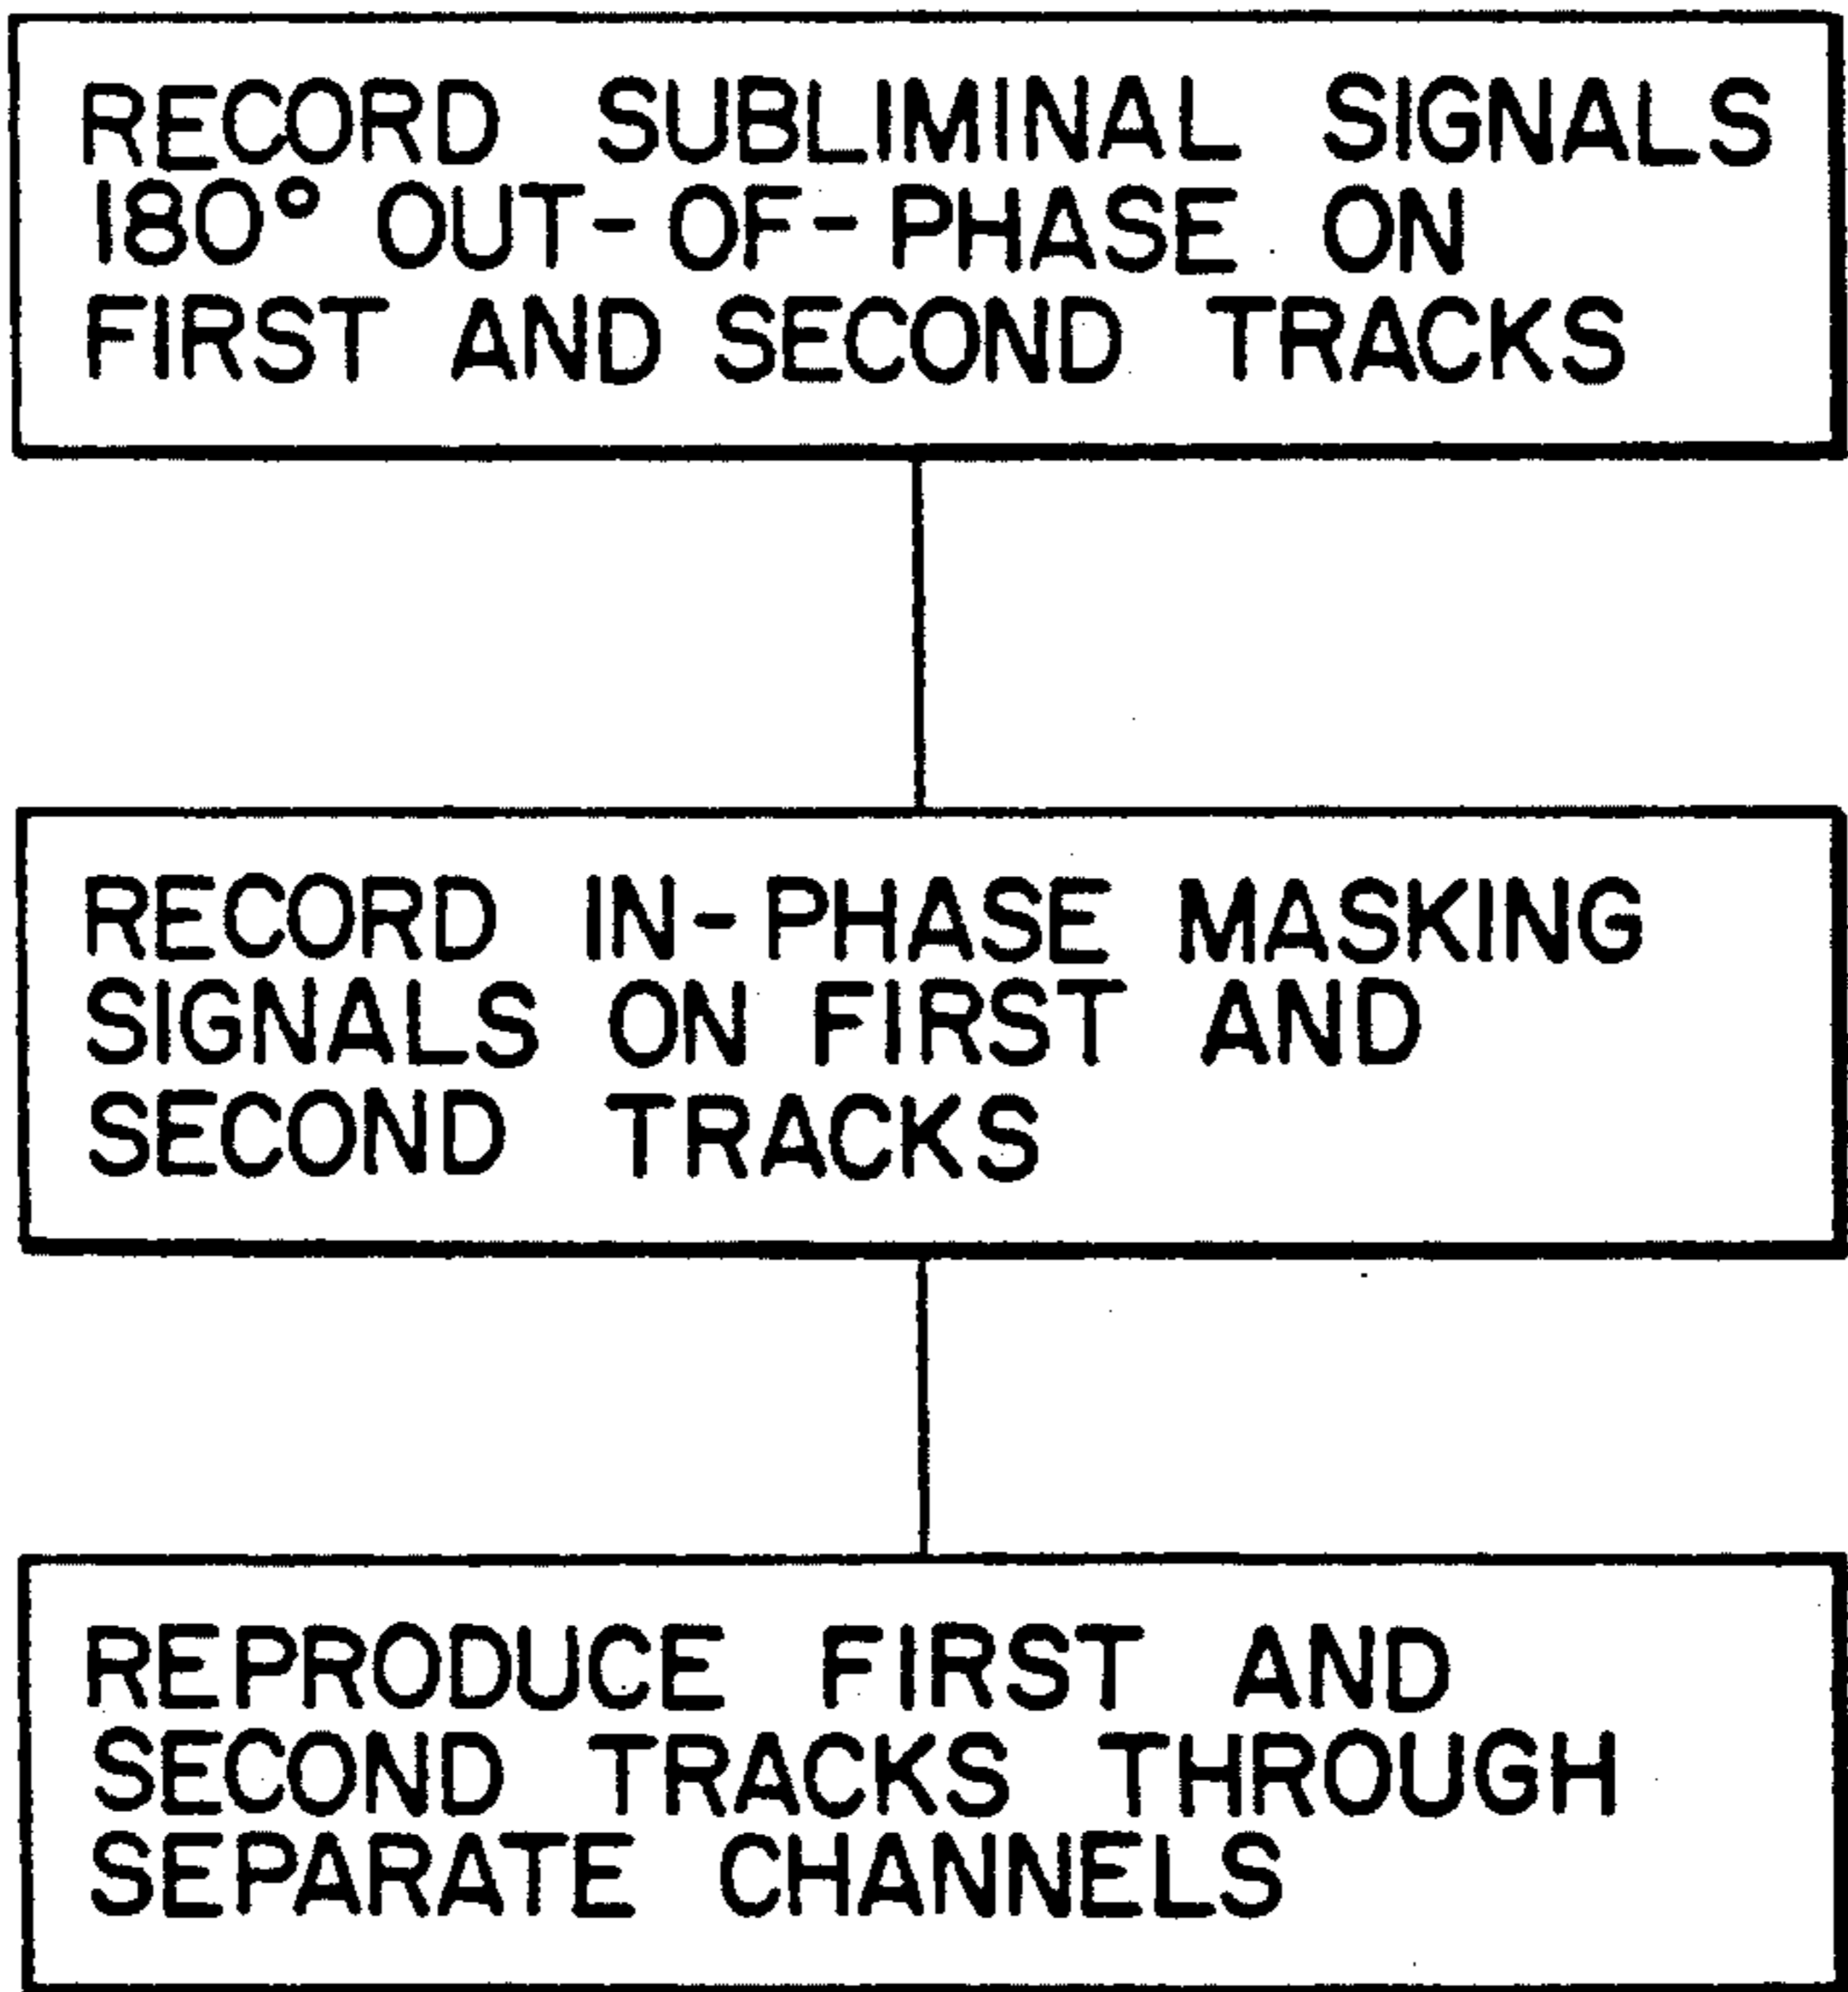 RECORD SUBLIMINAL SIGNALS
180° OUT-OF-PHASE ON
FIRST AND SECOND TRACKS
RECORD IN-PHASE MASKING
SIGNALS ON FIRST AND
SECOND TRACKS
REPRODUCE FIRST AND
SECOND TRACKS THROUGH
SEPARATE CHANNELS